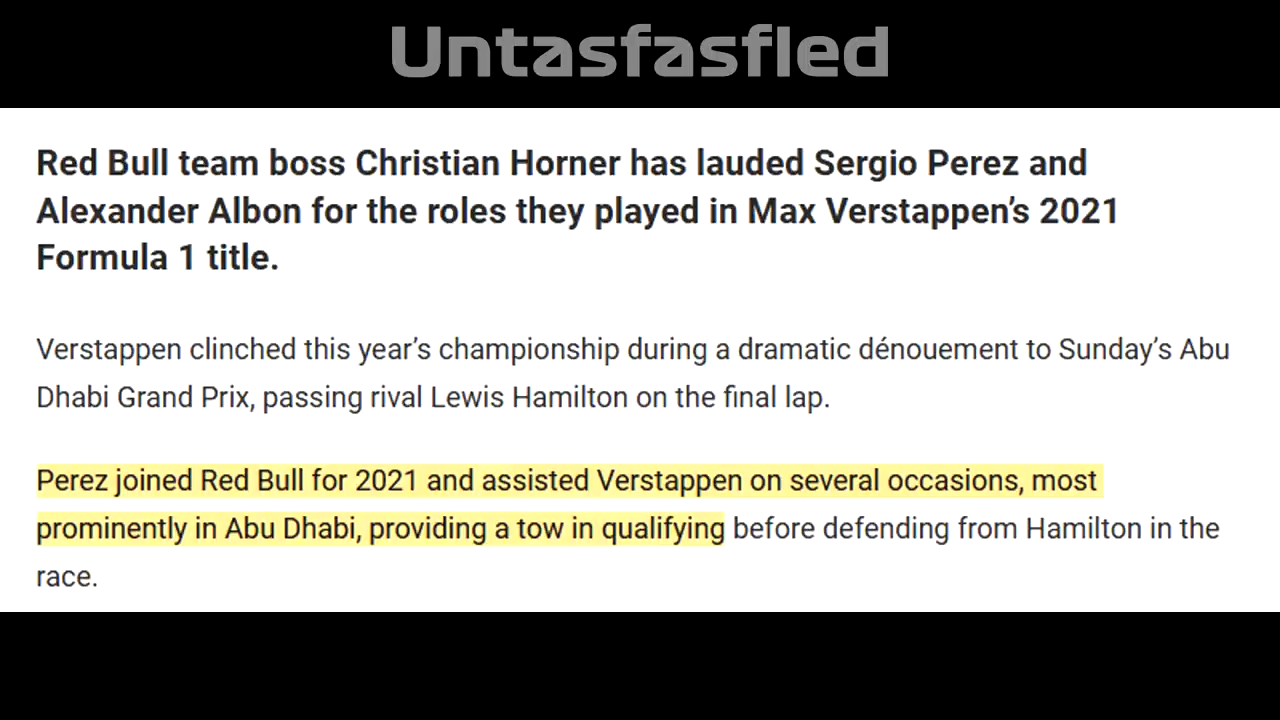 Untasfasfled
Red Bull team boss Christian Horner has lauded Sergio Perez and
Alexander Albon for the roles they played in Max Verstappen’s 2021
Formula 1 title.
Verstappen clinched this year’s championship during a dramatic dénouement to Sunday’s Abu
Dhabi Grand Prix, passing rival Lewis Hamilton on the final lap.
Perez joined Red Bull for 2021 and assisted Verstappen on several occasions, most
prominently in Abu Dhabi, providing a tow in qualifying before defending from Hamilton in the
race.